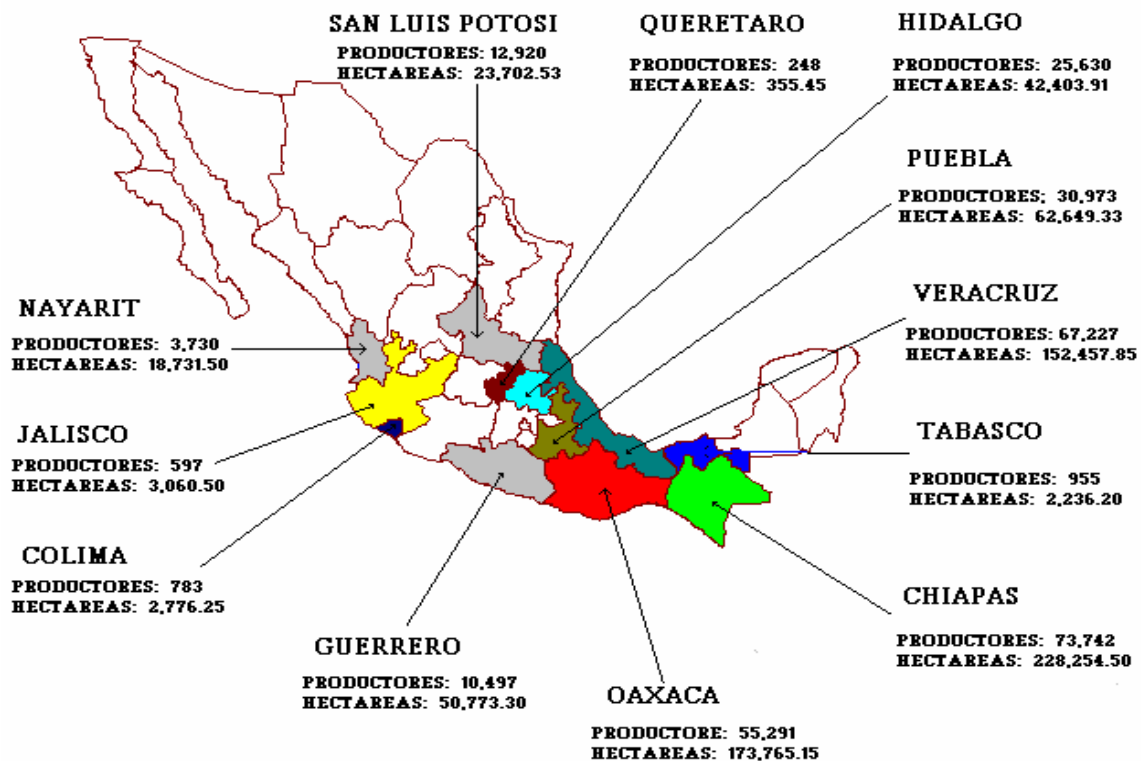 SAN LUIS POTOSI
PRODUCTORES: 12,920
HECTAREAS: 23,702.53
QUERETARO
PRODUCTORES: 248
HECTAREAS: 355.45
HIDALGO
PRODUCTORES: 25,630
HECTAREAS: 42,403.91
PUEBLA
PRODUCTORES; 30,973
HECTAREAS: 62,649.33
NAYARIT
PRODUCTORES: 3,730
HECTAREAS: 18,731.50
VERACRUZ
PRODUCTORES: 67,227
HECTAREAS: 152,457.85
JALISCO
PRODUCTORES: 597
HECTAREAS: 3,060.50
TABASCO
PRODUCTORES: 955
HECTAREAS: 2,236.20
COLIMA
PRODUCTORES: 783
HECTAREAS: 2,776.25
CHIAPAS
PRODUCTORES: 73,742
HECTAREAS: 228,254.50
GUERRERO
PRODUCTORES: 10,497
HECTAREAS: 50,773.30
OAXACA
PRODUCTORE: 55,291
HECTAREAS: 173,765.15